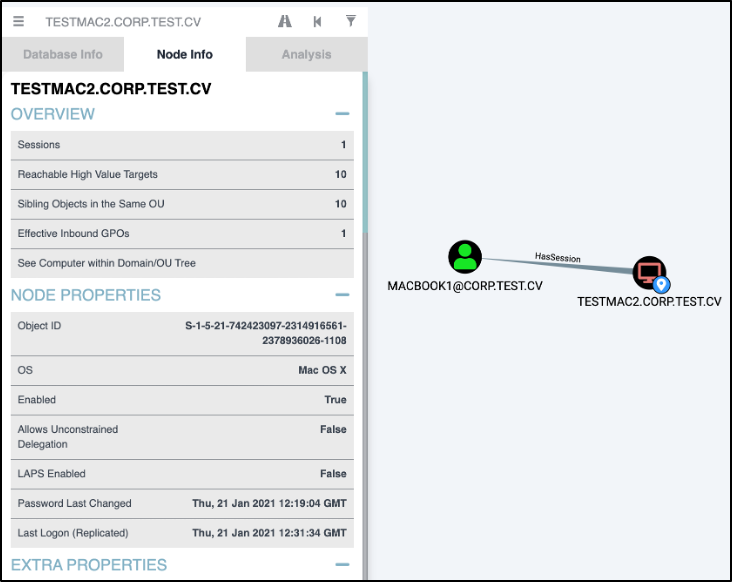 TESTMAC2.CORP.TEST.CV
Database Info Node Info Analysis
TESTMAC2.CORP.TEST.CV
OVERVIEW
Sessions 1
Reachable High Value Targets 10
Sibling Objects in the Same OU 10
Effective Inbound GPOs 1
See Computer within Domain/OU Tree
NODE PROPERTIES
Object ID S-1-5-21-742423097-2314916561-
2378936026-1108
OS Mac OS X
Enabled True
Allows Unconstrained False
Delegation
LAPS Enabled False
Password Last Changed Thu, 21 Jan 2021 12:19:04 GMT
Last Logon (Replicated) Thu, 21 Jan 2021 12:31:34 GMT
EXTRA PROPERTIES
HasSession
MACBOOK1@CORP.TEST.CV
TESTMAC2.CORP.TEST.CV